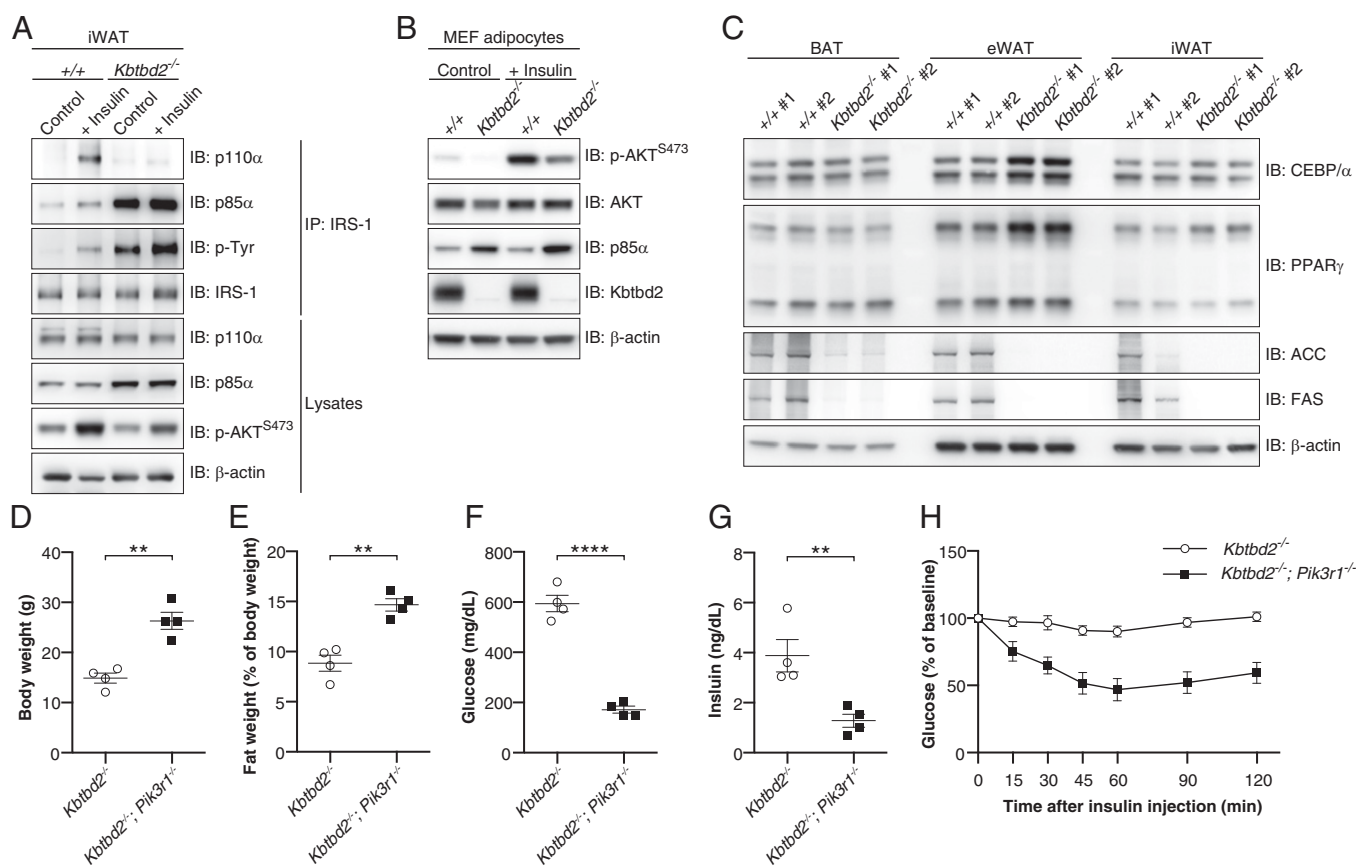 A
iWAT
+/+ Kbtbd2-/-
Control
+ Insulin
Control
+ Insulin
IB: p110α
IB: p85α
IB: p-Tyr
IB: IRS-1
IP: IRS-1
IB: p110α
IB: p85α
IB: p-AKTS473
IB: β-actin
Lysates
B
MEF adipocytes
Control + Insulin
+/+
Kbtbd2-/-
+/+
Kbtbd2-/-
IB: p-AKTS473
IB: AKT
IB: p85α
IB: Kbtbd2
IB: β-actin
C
BAT eWAT iWAT
+/+ #1
+/+ #2
Kbtbd2-/- #1
Kbtbd2-/- #2
+/+ #1
+/+ #2
Kbtbd2-/- #1
Kbtbd2-/- #2
+/+ #1
+/+ #2
Kbtbd2-/- #1
Kbtbd2-/- #2
IB: CEBP/α
IB: PPARγ
IB: ACC
IB: FAS
IB: β-actin
D
Body weight (g)
40
30
20
10
0
**
Kbtbd2-/-
Kbtbd2-/-; Pik3r1-/-
E
Fat weight (% of body weight)
20
15
10
5
0
**
Kbtbd2-/-
Kbtbd2-/-; Pik3r1-/-
F
Glucose (mg/dL)
800
600
400
200
0
****
Kbtbd2-/-
Kbtbd2-/-; Pik3r1-/-
G
Insluin (ng/dL)
8
6
4
2
0
**
Kbtbd2-/-
Kbtbd2-/-; Pik3r1-/-
H
Glucose (% of baseline)
150
100
50
0
Kbtbd2-/-
Kbtbd2-/-; Pik3r1-/-
0 15 30 45 60 90 120
Time after insulin injection (min)